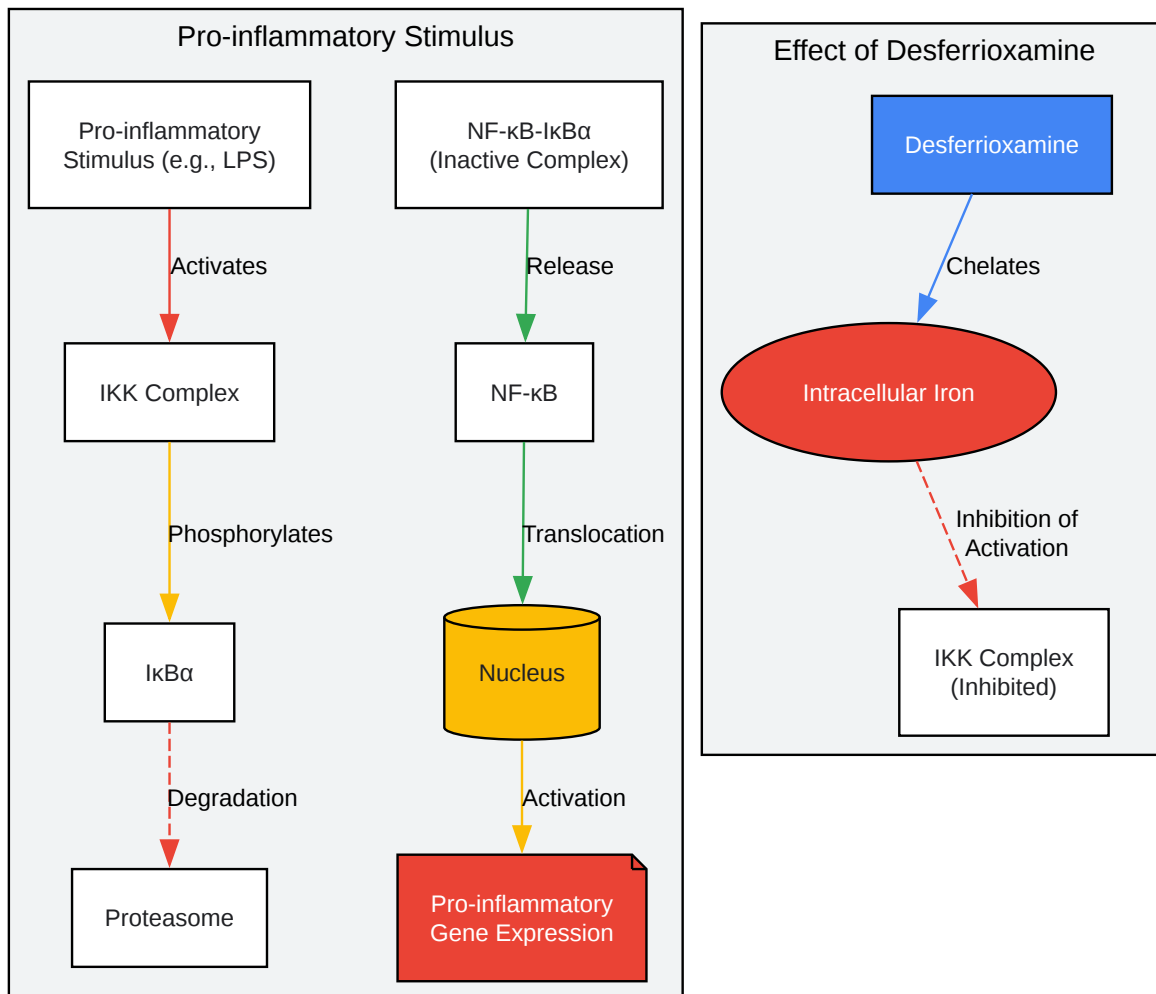 Pro-inflammatory Stimulus
Pro-inflammatory
Stimulus (e.g., LPS)
Activates
IKK Complex
Phosphorylates
IκBα
Degradation
Proteasome
NF-κB-IκBα
(Inactive Complex)
Release
NF-κB
Translocation
Nucleus
Activation
Pro-inflammatory
Gene Expression
Effect of Desferrioxamine
Desferrioxamine
Chelates
Intracellular Iron
Inhibition of
Activation
IKK Complex
(Inhibited)